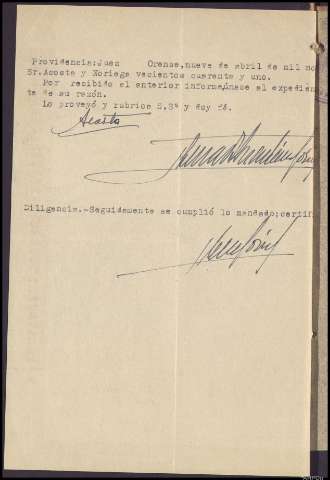 Providencia:Juez    Orense,nueve de abril de mil no
Sr.Acosta y Noriega vecientos cuarenta y uno.
Por recibido el anterior informe,únase al expedien
te de su razón.
Lo proveyó y rubrica S.Sª y doy fé.
Acosta
Diligencia.-Seguidamente se cumplió lo mandado;certifi